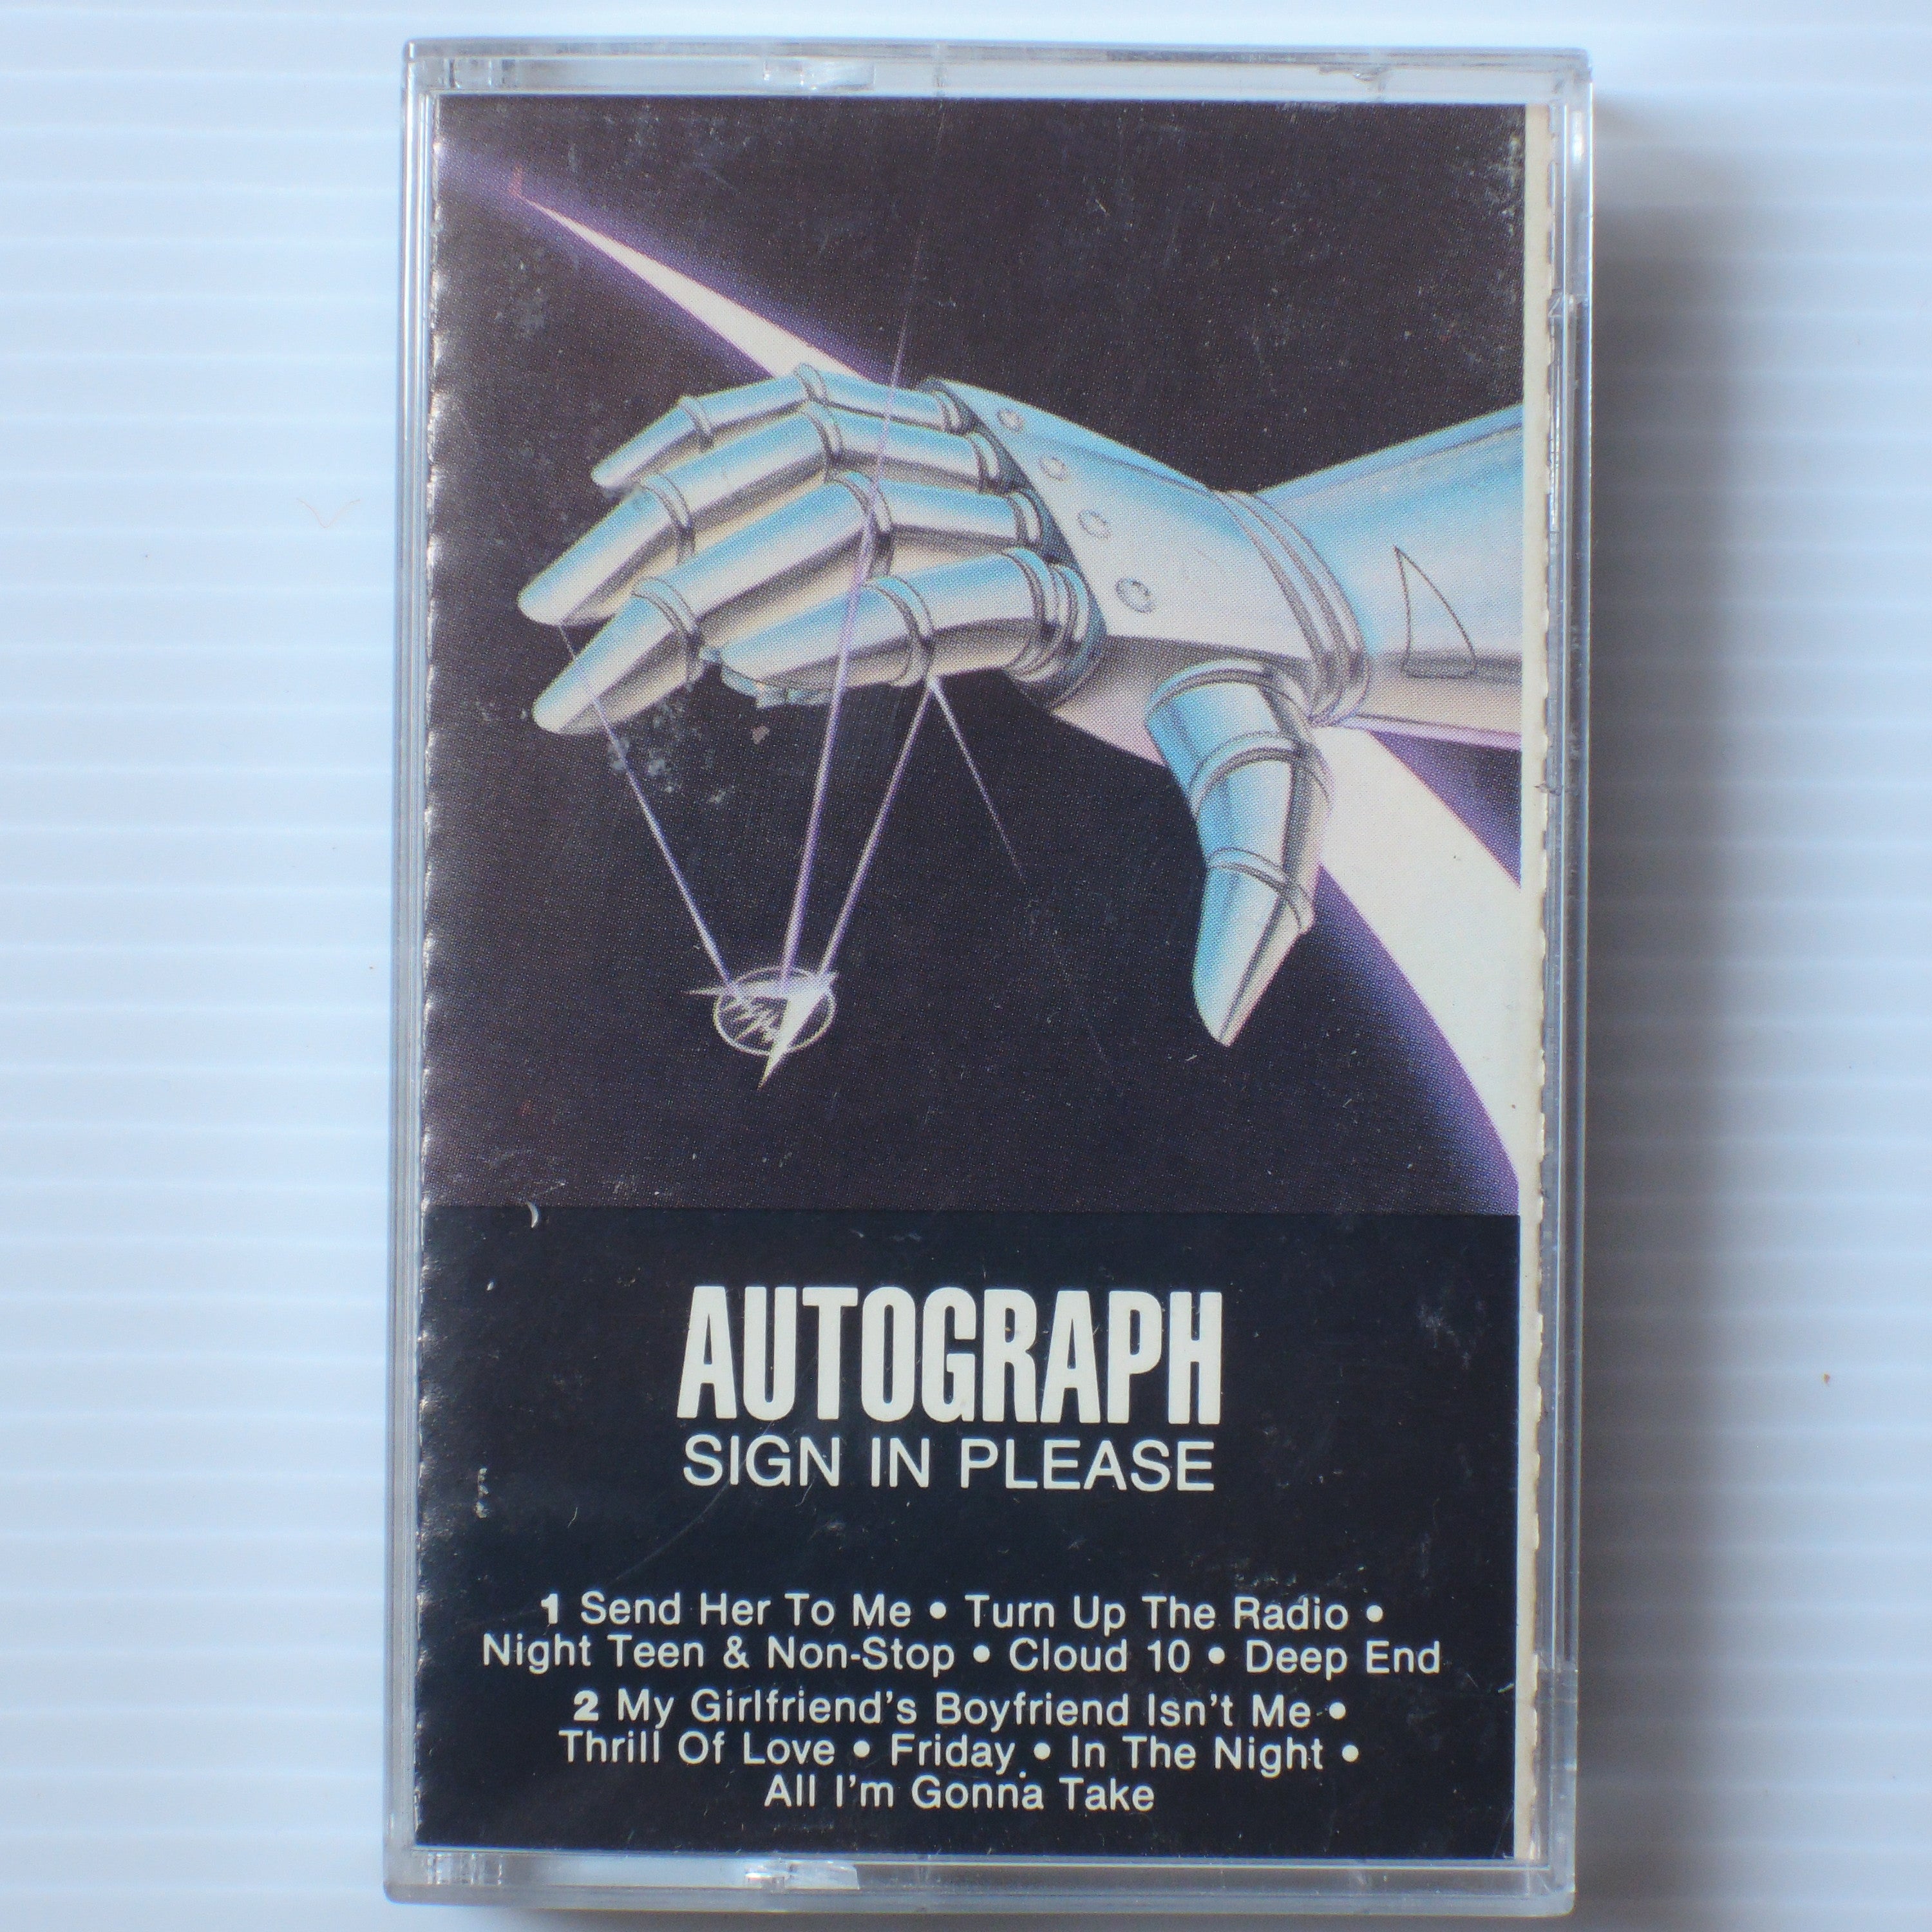 AUTOGRAPH
SIGN IN PLEASE
1 Send Her To Me • Turn Up The Radio •
Night Teen & Non-Stop • Cloud 10 • Deep End
2 My Girlfriend's Boyfriend Isn't Me •
Thrill Of Love • Friday • In The Night •
All I'm Gonna Take